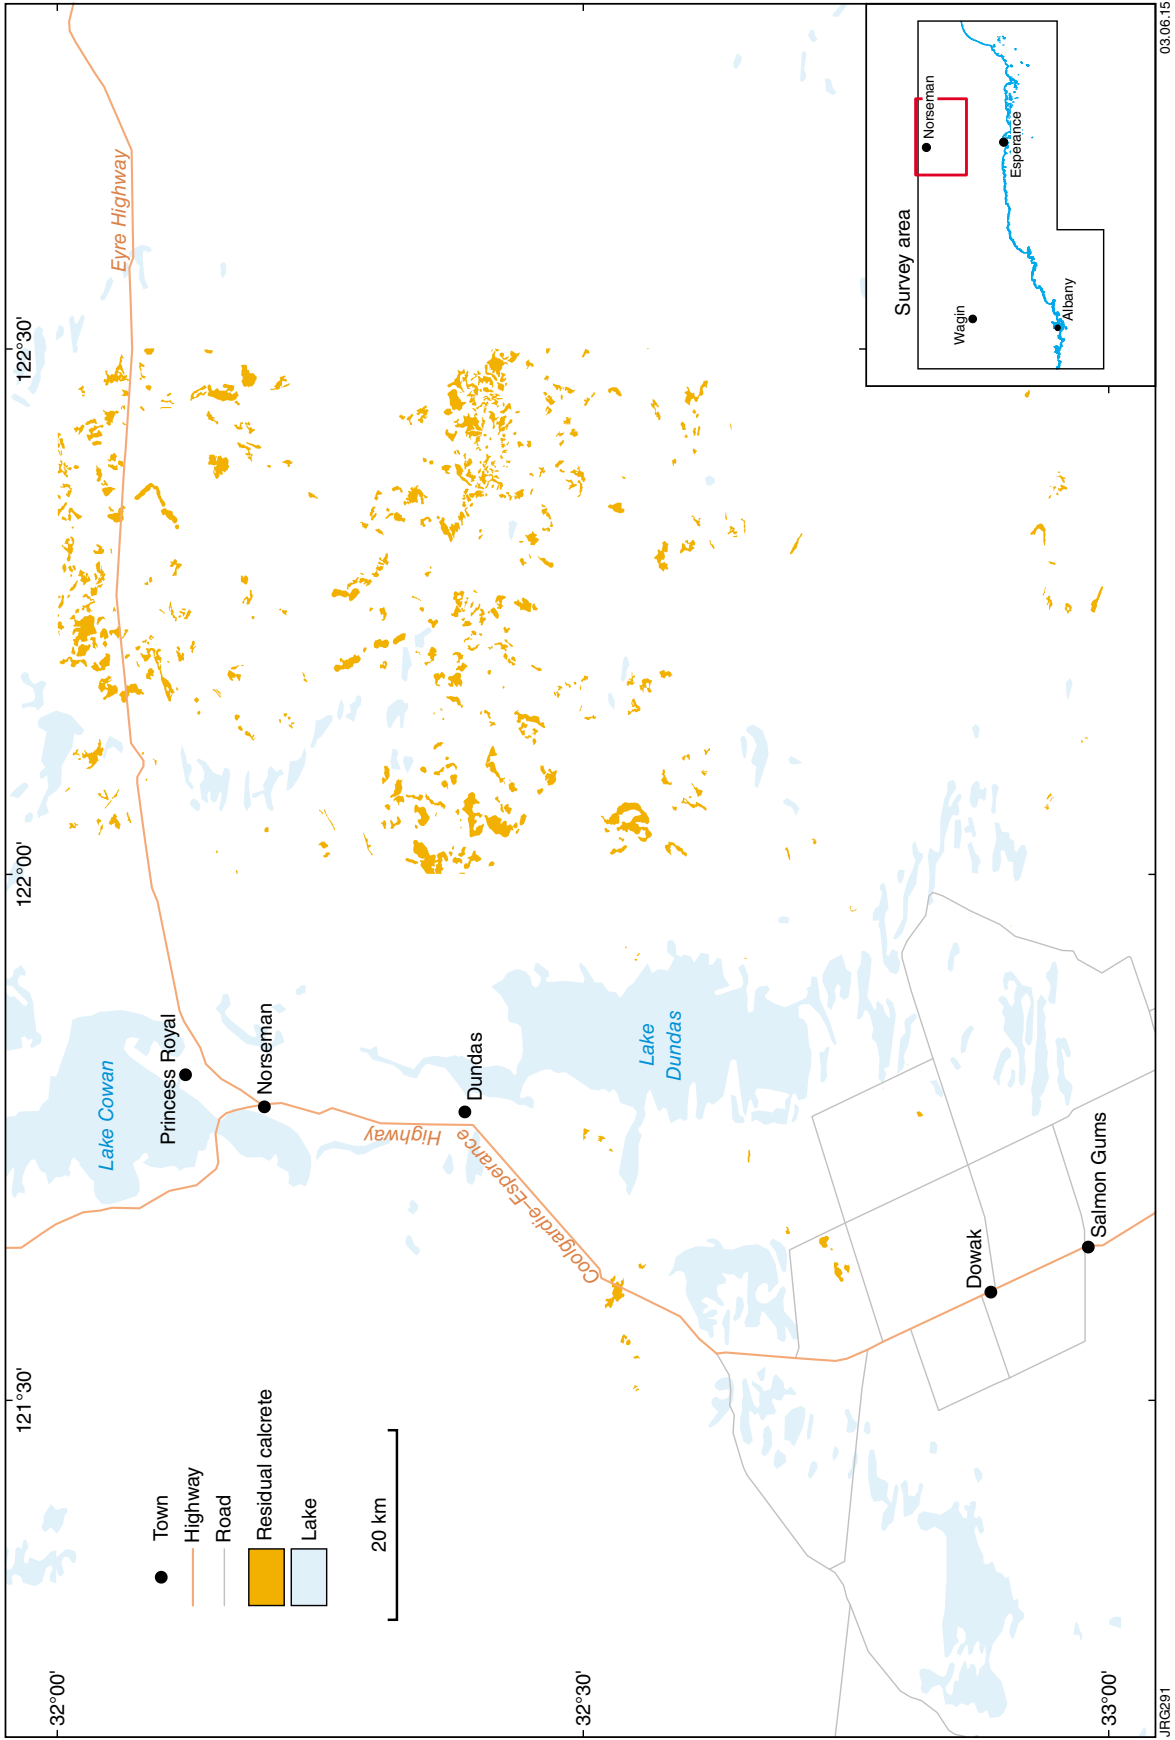 121°30'
122°00'
122°30'
32°00'
32°30'
33°00'
Eyre Highway
Lake Cowan
Princess Royal
Norseman
Dundas
Highway
Coolgardie–Esperance
Lake
Dundas
Dowak
Salmon Gums
Town
Highway
Road
Residual calcrete
Lake
20 km
Survey area
Norseman
Wagin
Esperance
Albany
JRG291
03.06.15